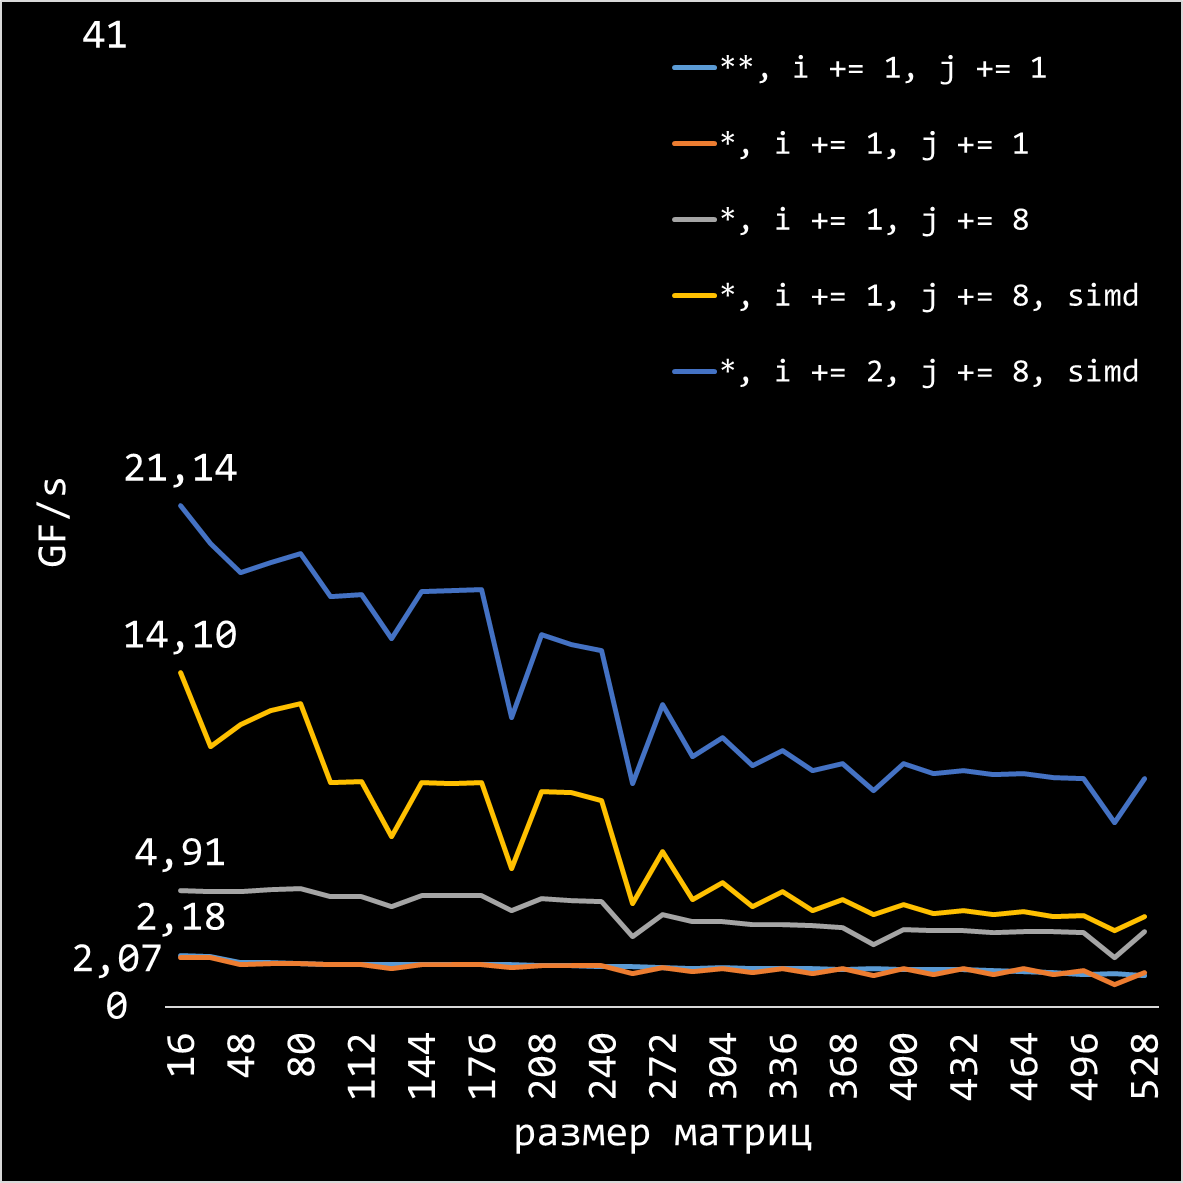 41
**, i += 1, j += 1
*, i += 1, j += 1
*, i += 1, j += 8
*, i += 1, j += 8, simd
*, i += 2, j += 8, simd
GF/s
21,14
14,10
4,91
2,18
2,07
0
16 48 80 112 144 176 208 240 272 304 336 368 400 432 464 496 528
размер матриц